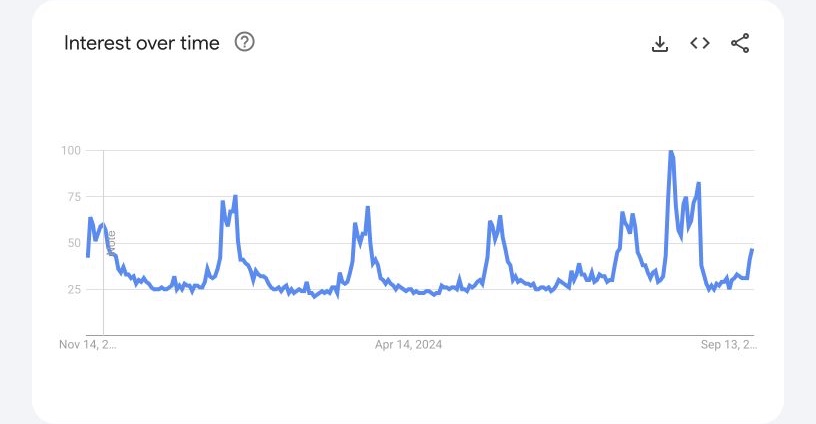 Interest over time
100
75
50
25
Note
Nov 14, 2...
Apr 14, 2024
Sep 13, 2...